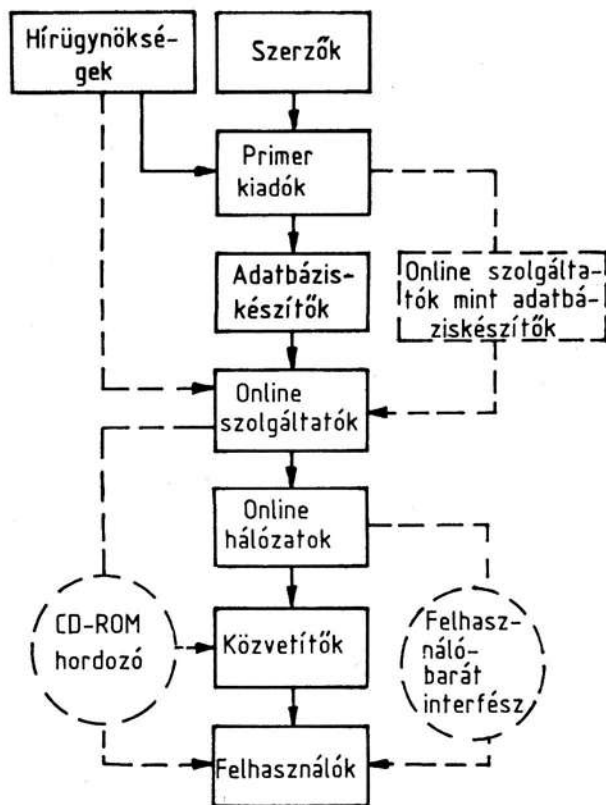 Hírügynöksé-
gek
Szerzők
Primer
kiadók
Adatbázis-
készítők
Online szolgálta-
tók mint adatbá-
ziskészítők
Online
szolgáltatók
Online
hálózatok
CD-ROM
hordozó
Közvetítők
Felhasz-
náló-
barát
interfész
Felhasználók